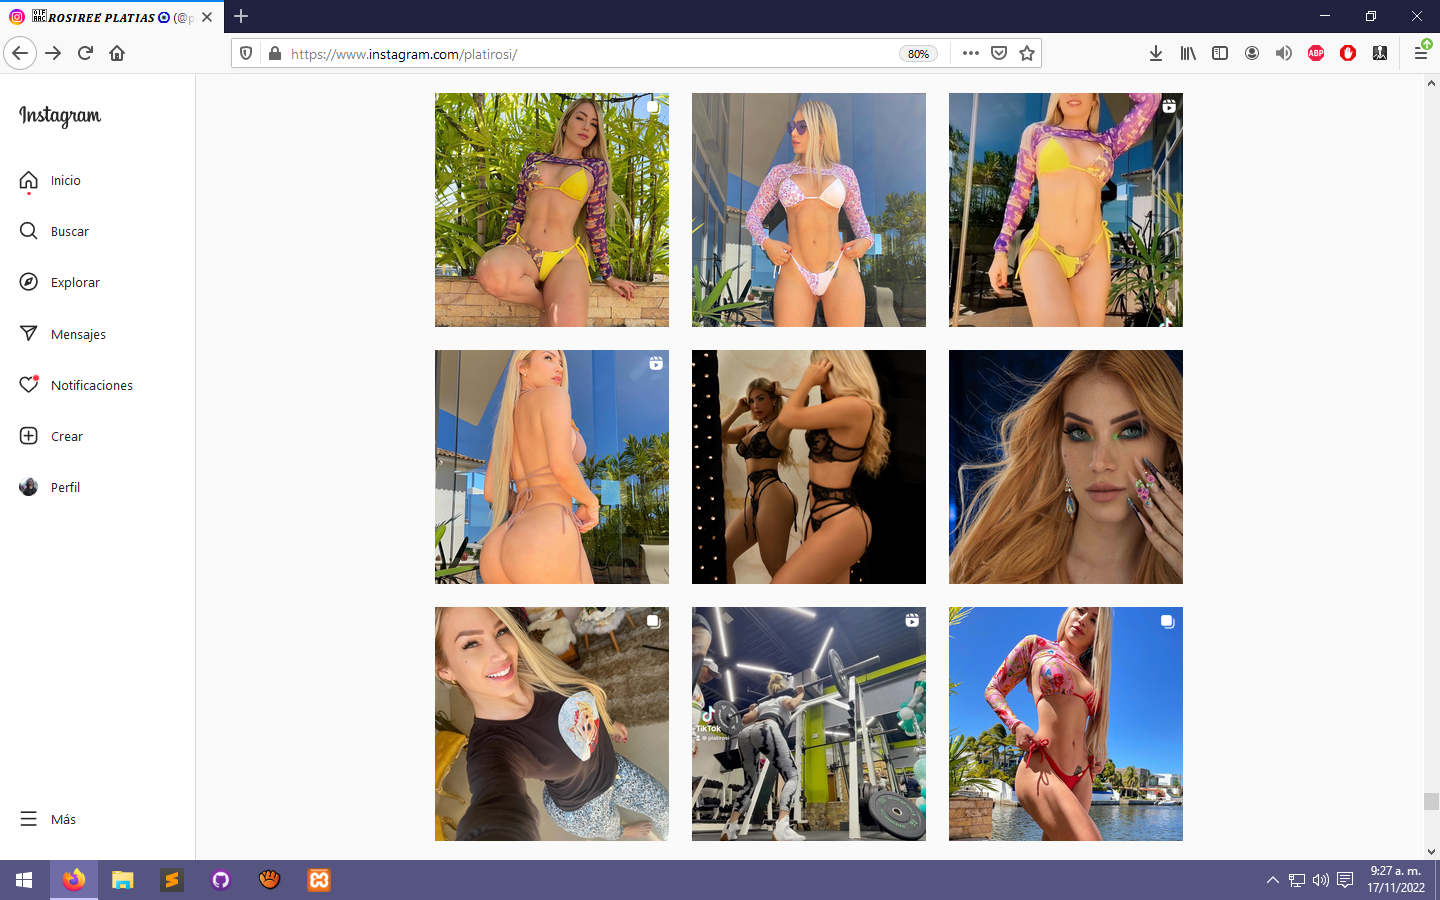 ROSIREE PLATIAS (@p
https://www.instagram.com/platirosi/
80%
ABP
Instagram
Inicio
Buscar
Explorar
Mensajes
Notificaciones
Crear
Perfil
Más
TikTok
@platirosi
9:27 a. m.
17/11/2022